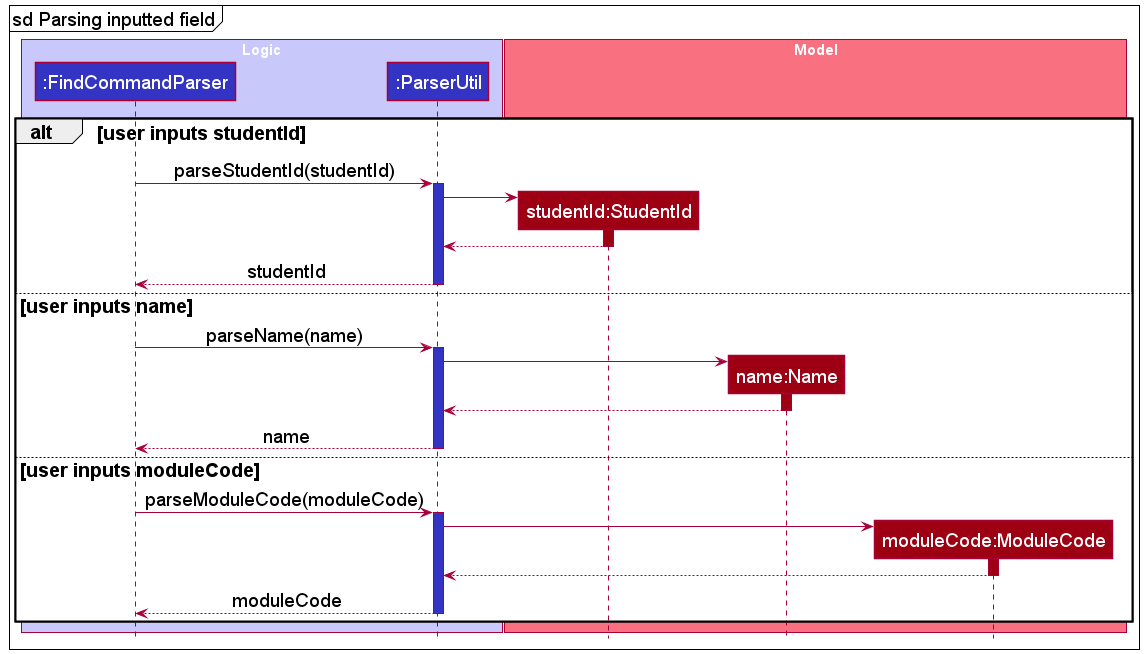 sd Parsing inputted field
Logic
Model
:FindCommandParser
:ParserUtil
alt
[user inputs studentId]
parseStudentId(studentId)
studentId:StudentId
studentId
[user inputs name]
parseName(name)
name:Name
name
[user inputs moduleCode]
parseModuleCode(moduleCode)
moduleCode:ModuleCode
moduleCode